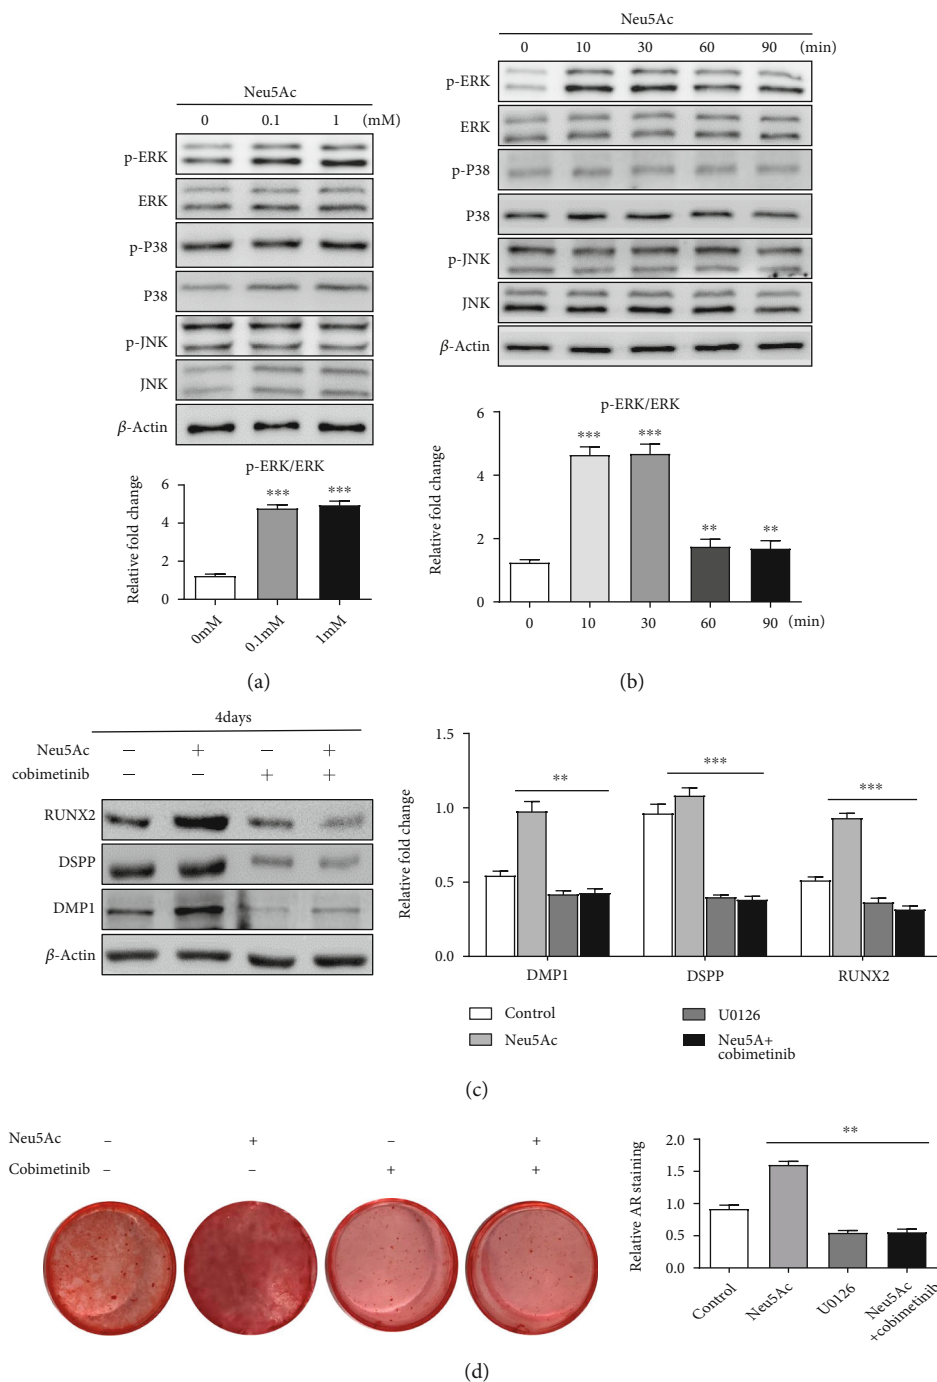 Neu5Ac
0 0.1 1 (mM)
p-ERK
ERK
p-P38
P38
p-JNK
JNK
β-Actin
p-ERK/ERK
Relative fold change
6
4
2
0
*** ***
0mM 0.1mM 1mM
(a)
Neu5Ac
0 10 30 60 90 (min)
p-ERK
ERK
p-P38
P38
p-JNK
JNK
β-Actin
p-ERK/ERK
Relative fold change
6
4
2
0
*** *** ** **
0 10 30 60 90 (min)
(b)
4days
Neu5Ac – + – +
cobimetinib – – + +
RUNX2
DSPP
DMP1
β-Actin
Relative fold change
1.5
1.0
0.5
0.0
** *** ***
DMP1 DSPP RUNX2
Control
Neu5Ac
U0126
Neu5A+
cobimetinib
(c)
Neu5Ac – + – +
Cobimetinib – – + +
Relative AR staining
2.0
1.5
1.0
0.5
0.0
**
Control Neu5Ac U0126 Neu5Ac
+cobimetinib
(d)